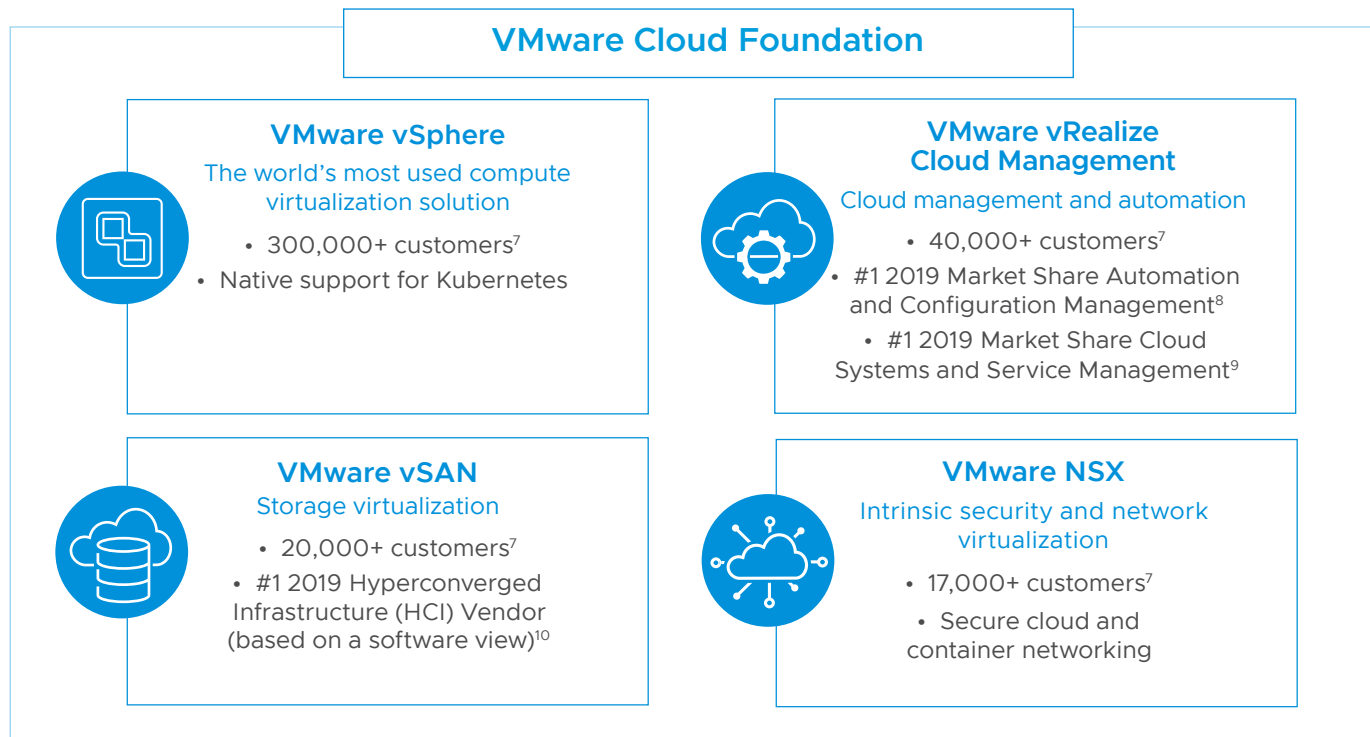 VMware Cloud Foundation
VMware vSphere
The world’s most used compute
virtualization solution
• 300,000+ customers⁷
• Native support for Kubernetes
VMware vRealize
Cloud Management
Cloud management and automation
• 40,000+ customers⁷
• #1 2019 Market Share Automation
and Configuration Management⁸
• #1 2019 Market Share Cloud
Systems and Service Management⁹
VMware vSAN
Storage virtualization
• 20,000+ customers⁷
• #1 2019 Hyperconverged
Infrastructure (HCI) Vendor
(based on a software view)¹⁰
VMware NSX
Intrinsic security and network
virtualization
• 17,000+ customers⁷
• Secure cloud and
container networking